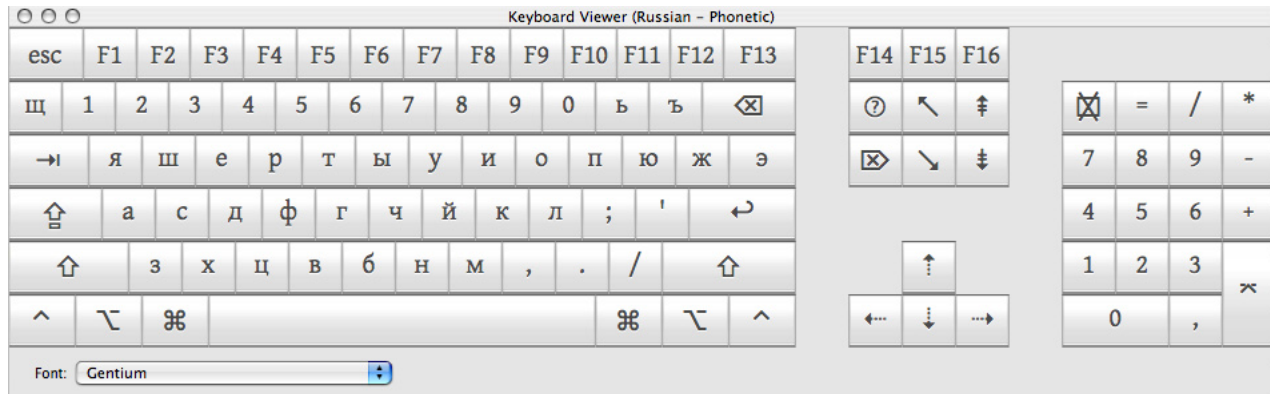 Keyboard Viewer (Russian – Phonetic)
esc F1 F2 F3 F4 F5 F6 F7 F8 F9 F10 F11 F12 F13 F14 F15 F16
щ 1 2 3 4 5 6 7 8 9 0 ь ъ = / *
я ш е р т ы у и о п ю ж э 7 8 9 -
а с д ф г ч й к л ; ' 4 5 6 +
з х ц в б н м , . / 1 2 3
0 ,
Font: Gentium